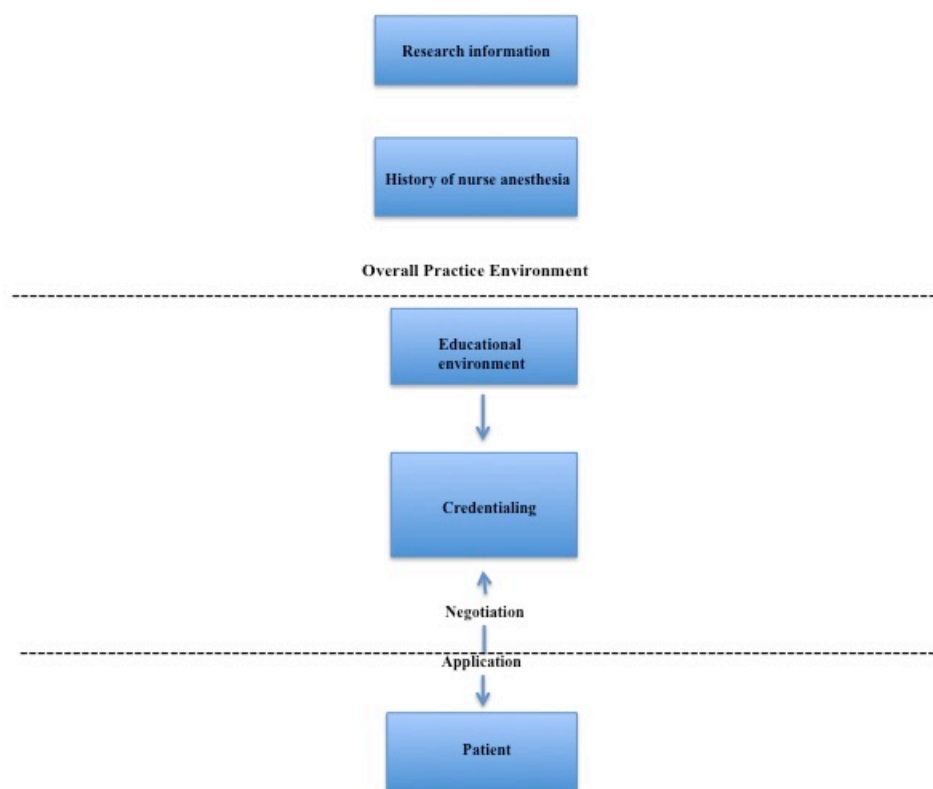 Research information
History of nurse anesthesia
Overall Practice Environment
Educational
environment
Credentialing
Negotiation
Application
Patient